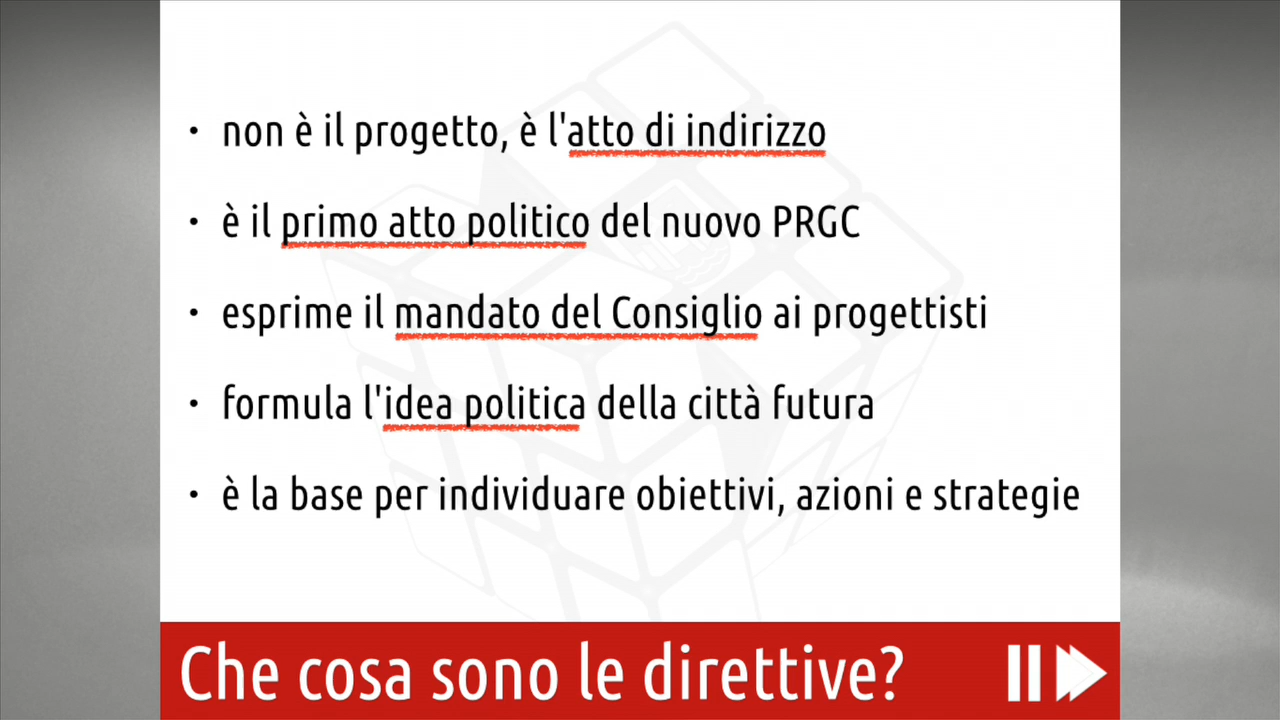 • non è il progetto, è l'atto di indirizzo
• è il primo atto politico del nuovo PRGC
• esprime il mandato del Consiglio ai progettisti
• formula l'idea politica della città futura
• è la base per individuare obiettivi, azioni e strategie
Che cosa sono le direttive?